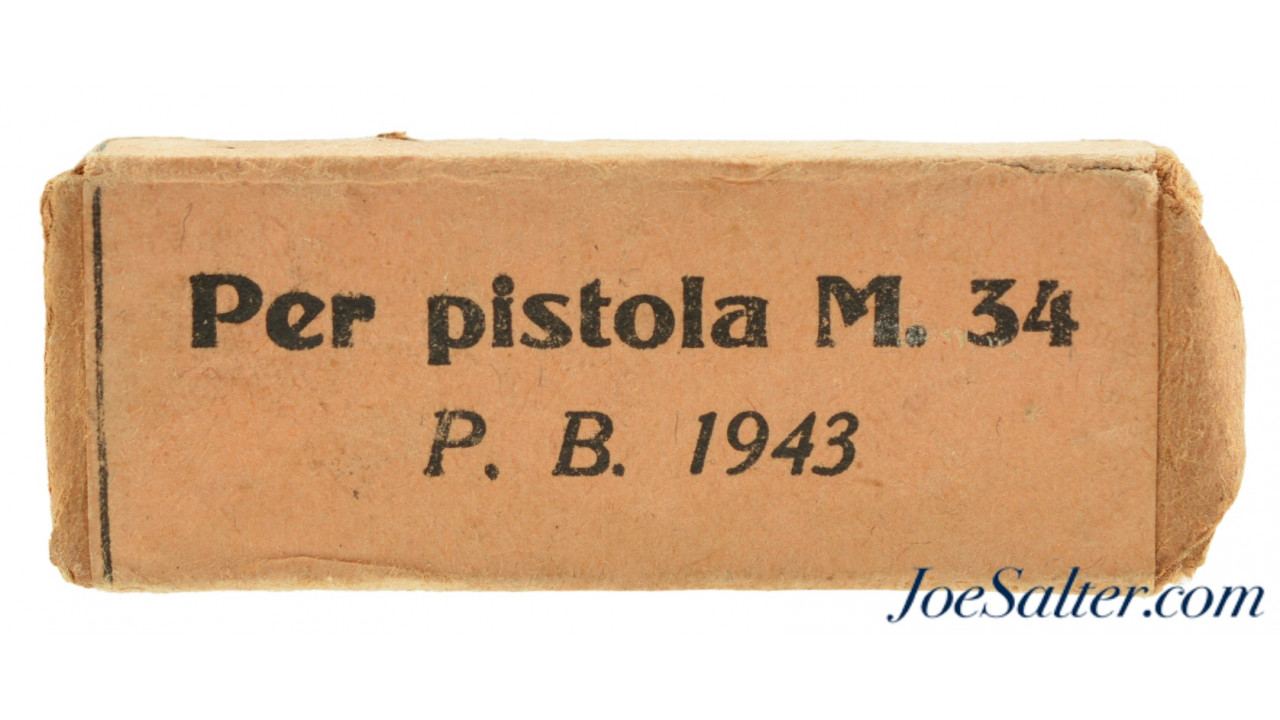 Per pistola M. 34
P. B. 1943
JoeSalter.com